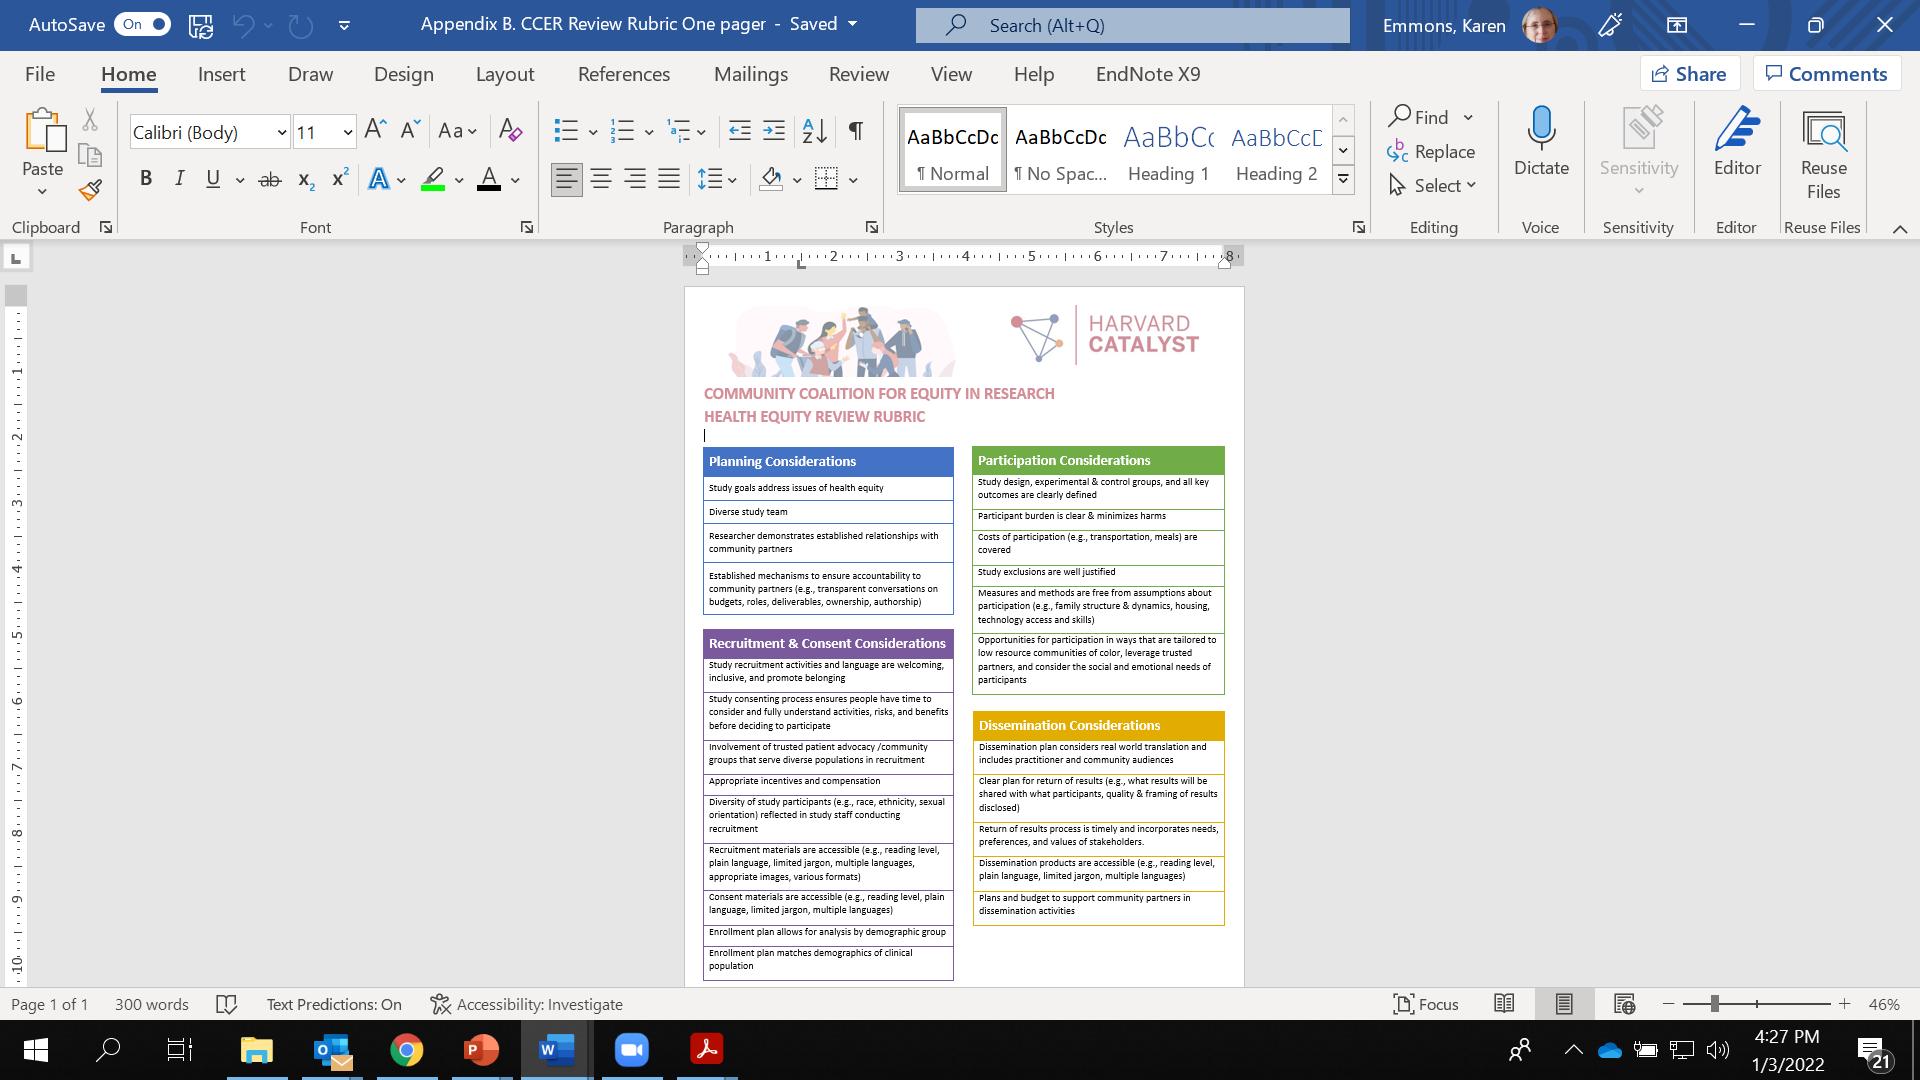 AutoSave On Appendix B. CCER Review Rubric One pager - Saved Search (Alt+Q) Emmons, Karen
File Home Insert Draw Design Layout References Mailings Review View Help EndNote X9 Share Comments
Paste
Calibri (Body) 11
AaBbCcDc AaBbCcDc AaBbCc AaBbCcD
¶ Normal ¶ No Spac... Heading 1 Heading 2
Find
Replace
Select
Dictate
Sensitivity
Editor
Reuse
Files
Clipboard Font Paragraph Styles Editing Voice Sensitivity Editor Reuse Files
1 2 3 4 5 6 7 8
1
2
3
4
5
6
7
8
9
10
HARVARD
CATALYST
COMMUNITY COALITION FOR EQUITY IN RESEARCH
HEALTH EQUITY REVIEW RUBRIC
Planning Considerations
Study goals address issues of health equity
Diverse study team
Researcher demonstrates established relationships with
community partners
Established mechanisms to ensure accountability to
community partners (e.g., transparent conversations on
budgets, roles, deliverables, ownership, authorship)
Recruitment & Consent Considerations
Study recruitment activities and language are welcoming,
inclusive, and promote belonging
Study consenting process ensures people have time to
consider and fully understand activities, risks, and benefits
before deciding to participate
Involvement of trusted patient advocacy /community
groups that serve diverse populations in recruitment
Appropriate incentives and compensation
Diversity of study participants (e.g., race, ethnicity, sexual
orientation) reflected in study staff conducting
recruitment
Recruitment materials are accessible (e.g., reading level,
plain language, limited jargon, multiple languages,
appropriate images, various formats)
Consent materials are accessible (e.g., reading level, plain
language, limited jargon, multiple languages)
Enrollment plan allows for analysis by demographic group
Enrollment plan matches demographics of clinical
population
Participation Considerations
Study design, experimental & control groups, and all key
outcomes are clearly defined
Participant burden is clear & minimizes harms
Costs of participation (e.g., transportation, meals) are
covered
Study exclusions are well justified
Measures and methods are free from assumptions about
participation (e.g., family structure & dynamics, housing,
technology access and skills)
Opportunities for participation in ways that are tailored to
low resource communities of color, leverage trusted
partners, and consider the social and emotional needs of
participants
Dissemination Considerations
Dissemination plan considers real world translation and
includes practitioner and community audiences
Clear plan for return of results (e.g., what results will be
shared with what participants, quality & framing of results
disclosed)
Return of results process is timely and incorporates needs,
preferences, and values of stakeholders.
Dissemination products are accessible (e.g., reading level,
plain language, limited jargon, multiple languages)
Plans and budget to support community partners in
dissemination activities
Page 1 of 1 300 words Text Predictions: On Accessibility: Investigate Focus 46%
4:27 PM
1/3/2022
21